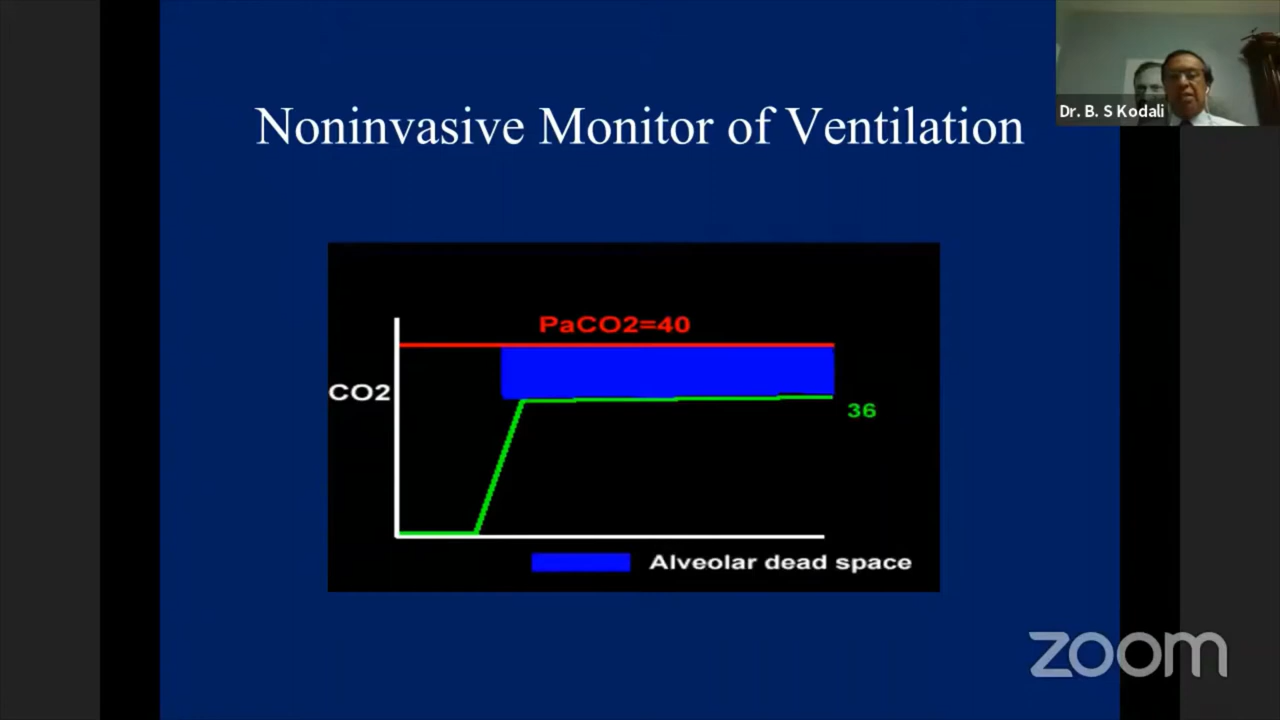 Noninvasive Monitor of Ventilation
Dr. B. S Kodali
PaCO2=40
CO2
36
Alveolar dead space
zoom